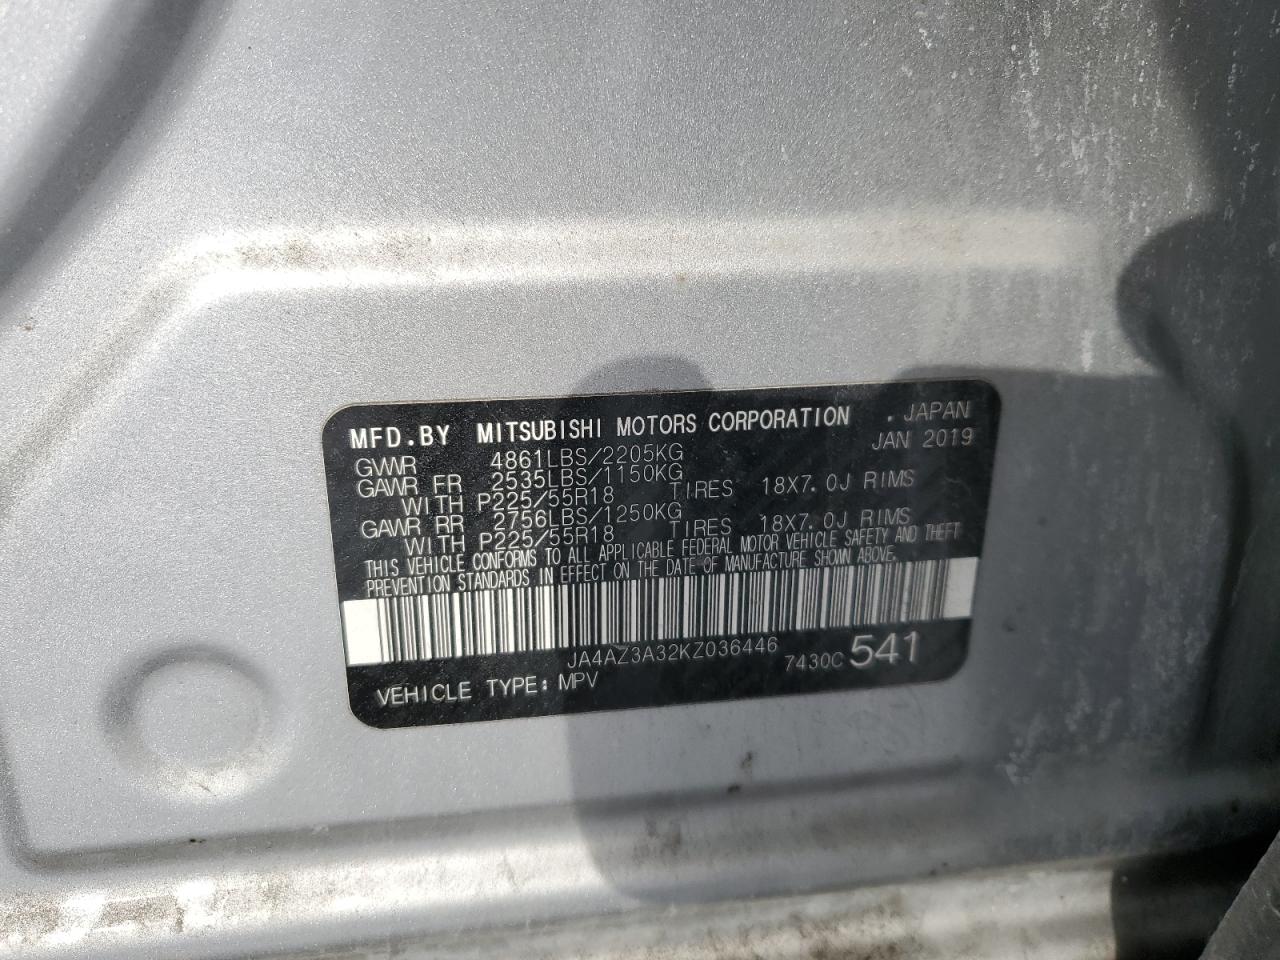 MFD.BY MITSUBISHI MOTORS CORPORATION . JAPAN
JAN 2019
GVWR 4861LBS/2205KG
GAWR FR 2535LBS/1150KG
WITH P225/55R18 TIRES 18X7.0J RIMS
GAWR RR 2756LBS/1250KG
WITH P225/55R18 TIRES 18X7.0J RIMS
THIS VEHICLE CONFORMS TO ALL APPLICABLE FEDERAL MOTOR VEHICLE SAFETY AND THEFT
PREVENTION STANDARDS IN EFFECT ON THE DATE OF MANUFACTURE SHOWN ABOVE.
JA4AZ3A32KZ036446
7430C 541
VEHICLE TYPE: MPV